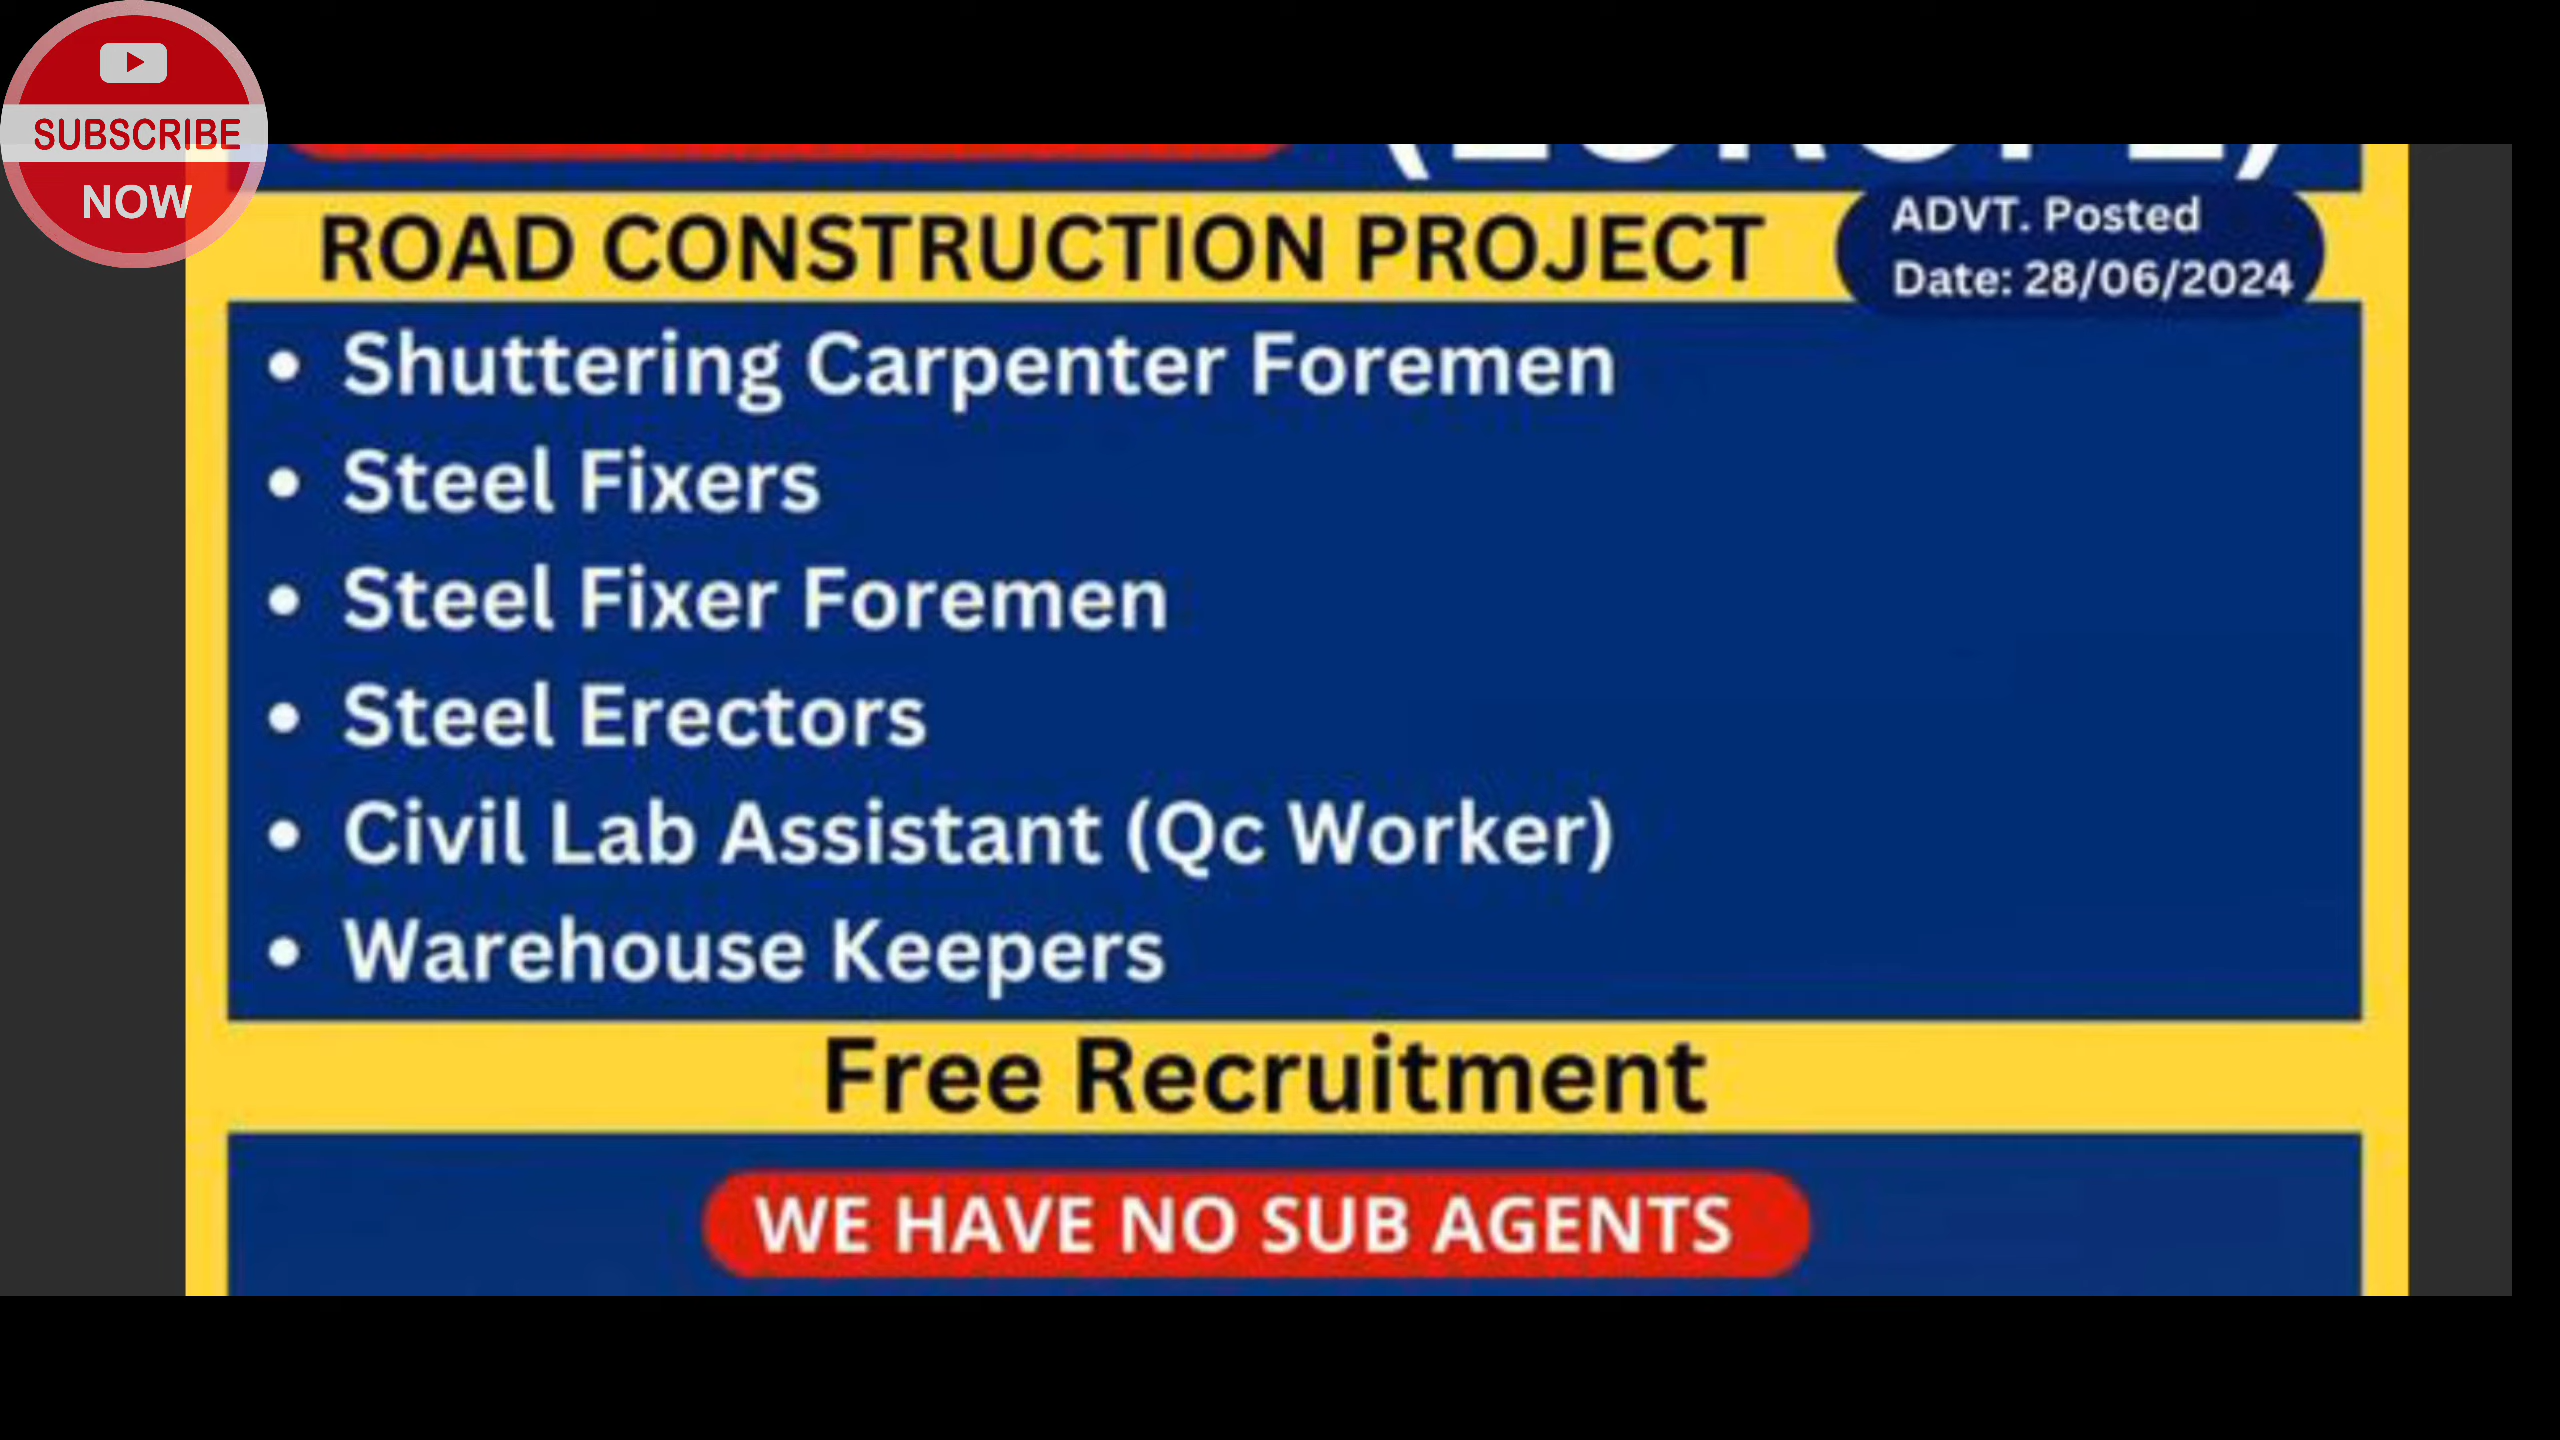 SUBSCRIBE
NOW
ROAD CONSTRUCTION PROJECT
ADVT. Posted
Date: 28/06/2024
• Shuttering Carpenter Foremen
• Steel Fixers
• Steel Fixer Foremen
• Steel Erectors
• Civil Lab Assistant (Qc Worker)
• Warehouse Keepers
Free Recruitment
WE HAVE NO SUB AGENTS